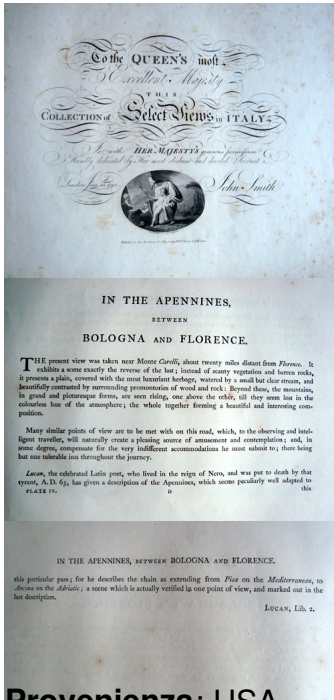 To the QUEEN'S most
Excellent Majesty
THIS
COLLECTION of Select Views in ITALY
Is with HER MAJESTY'S gracious permission
Humbly dedicated by Her most obedient and devoted Servant
London
John Smith
IN THE APENNINES,
BETWEEN
BOLOGNA AND FLORENCE.
THE present view was taken near Monte Carelli, about twenty miles distant from Florence. It
exhibits a scene exactly the reverse of the last; instead of scanty vegetation and barren rocks,
it presents a plain, covered with the most luxuriant herbage, watered by a small but clear stream, and
beautifully contrasted by surrounding promontories of wood and rock: Beyond these, the mountains,
in grand and picturesque forms, are seen rising, one above the other, till they seem lost in the
colourless hue of the atmosphere; the whole together forming a beautiful and interesting com-
position.
Many similar points of view are to be met with on this road, which, to the observing and intel-
ligent traveller, will naturally create a pleasing source of amusement and contemplation; and, in
some degree, compensate for the very indifferent accommodations he must submit to; there being
but one tolerable inn throughout the journey.
Lucan, the celebrated Latin poet, who lived in the reign of Nero, and was put to death by that
tyrant, A.D. 65, has given a description of the Apennines, which seems peculiarly well adapted to
PLATE IV. D this
IN THE APENNINES, BETWEEN BOLOGNA AND FLORENCE.
this particular pass; for he describes the chain as extending from Pisa on the Mediterranean, to
Ancona on the Adriatic; a scene which is actually verified in one point of view, and marked out in the
last description.
LUCAN, Lib. 2.
Provenienza: USA